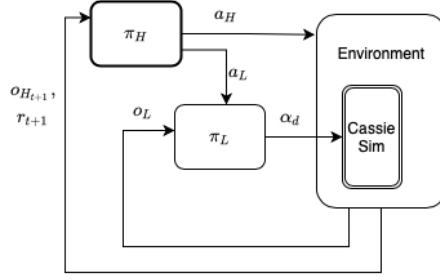 π_H
a_H
a_L
Environment
o_{H_{t+1}},
r_{t+1}
o_L
π_L
α_d
Cassie
Sim